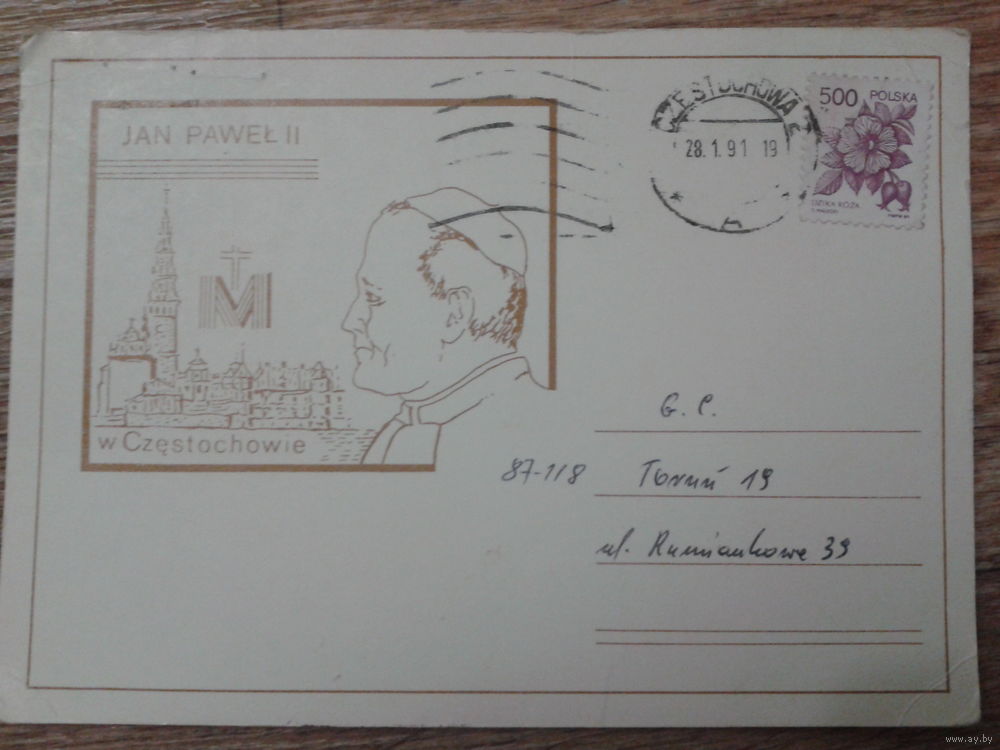 JAN PAWEŁ II
M
w Częstochowie
CZĘSTOCHOWA
28.1.91 19
A
500 POLSKA
DZIKA RÓŻA
G. P.
87-118 Toruń 19
ul. Rumiankowa 39
www.ay.by